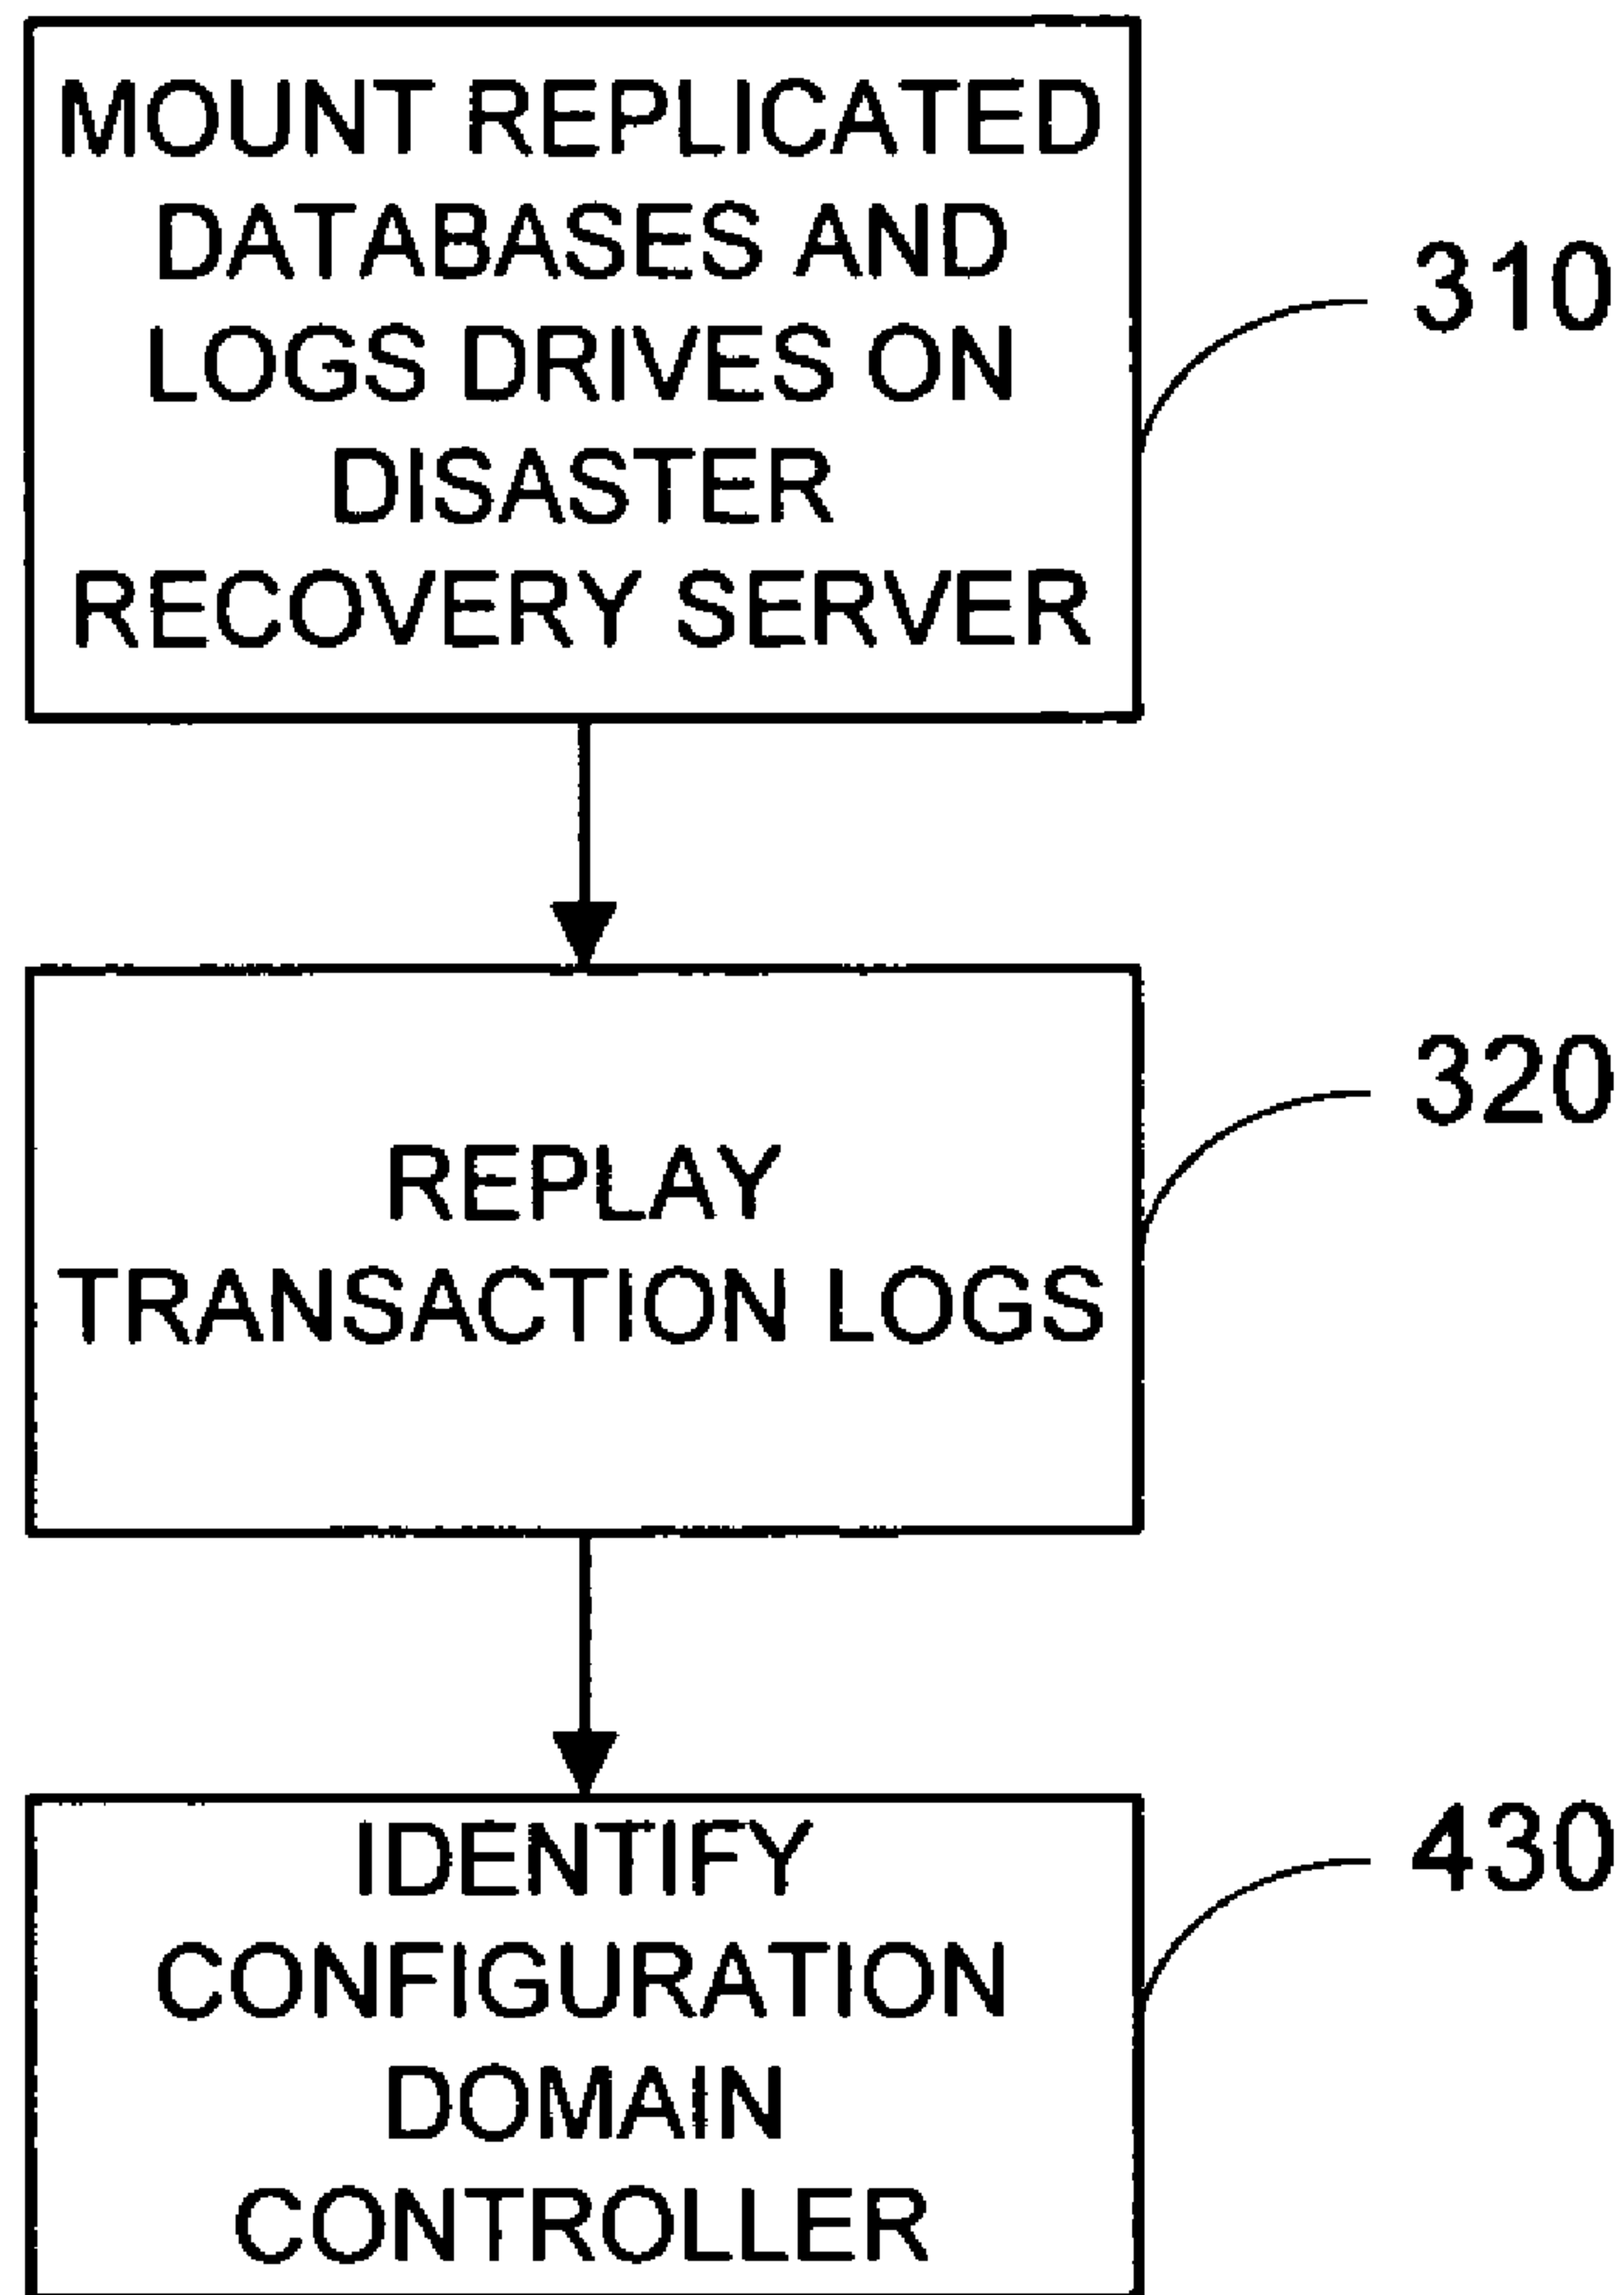 MOUNT REPLICATED
DATABASES AND
LOGS DRIVES ON
DISASTER
RECOVERY SERVER
310
REPLAY
TRANSACTION LOGS
320
IDENTIFY
CONFIGURATION
DOMAIN
CONTROLLER
430